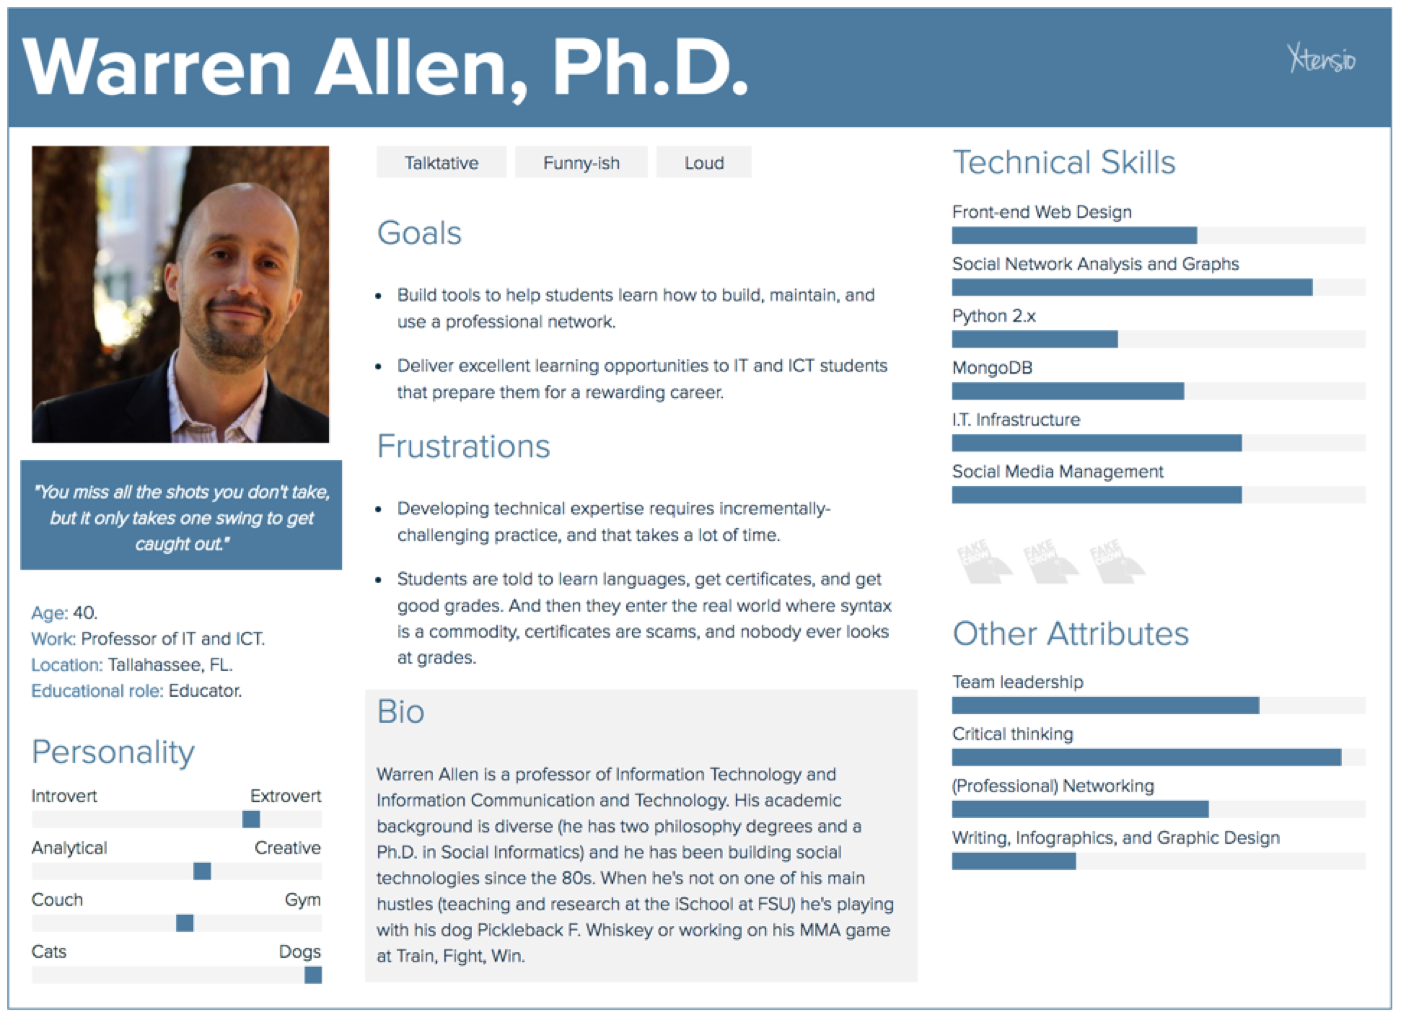 Warren Allen, Ph.D.
Xtensio
"You miss all the shots you don't take,
but it only takes one swing to get
caught out."
Age: 40.
Work: Professor of IT and ICT.
Location: Tallahassee, FL.
Educational role: Educator.
Personality
Introvert Extrovert
Analytical Creative
Couch Gym
Cats Dogs
Talktative Funny-ish Loud
Goals
• Build tools to help students learn how to build, maintain, and
use a professional network.
• Deliver excellent learning opportunities to IT and ICT students
that prepare them for a rewarding career.
Frustrations
• Developing technical expertise requires incrementally-
challenging practice, and that takes a lot of time.
• Students are told to learn languages, get certificates, and get
good grades. And then they enter the real world where syntax
is a commodity, certificates are scams, and nobody ever looks
at grades.
Bio
Warren Allen is a professor of Information Technology and
Information Communication and Technology. His academic
background is diverse (he has two philosophy degrees and a
Ph.D. in Social Informatics) and he has been building social
technologies since the 80s. When he's not on one of his main
hustles (teaching and research at the iSchool at FSU) he's playing
with his dog Pickleback F. Whiskey or working on his MMA game
at Train, Fight, Win.
Technical Skills
Front-end Web Design
Social Network Analysis and Graphs
Python 2.x
MongoDB
I.T. Infrastructure
Social Media Management
FAKE
CROW
FAKE
CROW
FAKE
CROW
Other Attributes
Team leadership
Critical thinking
(Professional) Networking
Writing, Infographics, and Graphic Design